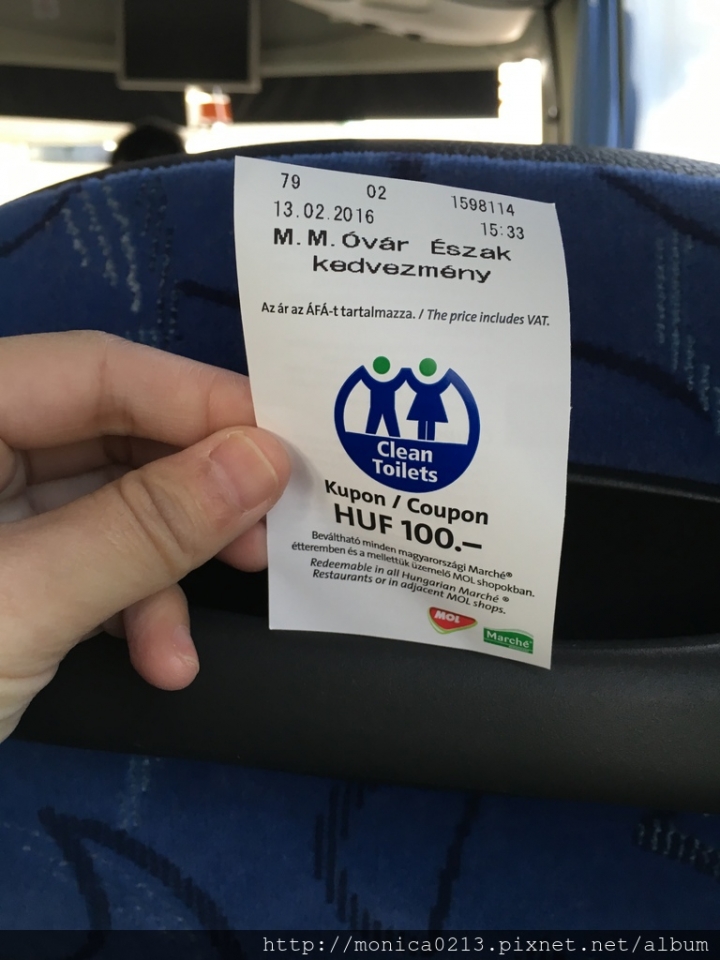 79 02 1598114
13.02.2016 15:33
M.M.Óvár Észak
kedvezmény
Az ár az ÁFÁ-t tartalmazza. / The price includes VAT.
Clean
Toilets
Kupon / Coupon
HUF 100.–
Beváltható minden magyarországi Marché®
étteremben és a mellettük üzemelő MOL shopokban.
Redeemable in all Hungarian Marché ®
Restaurants or in adjacent MOL shops.
MOL
Marché
http://monica0213.pixnet.net/album